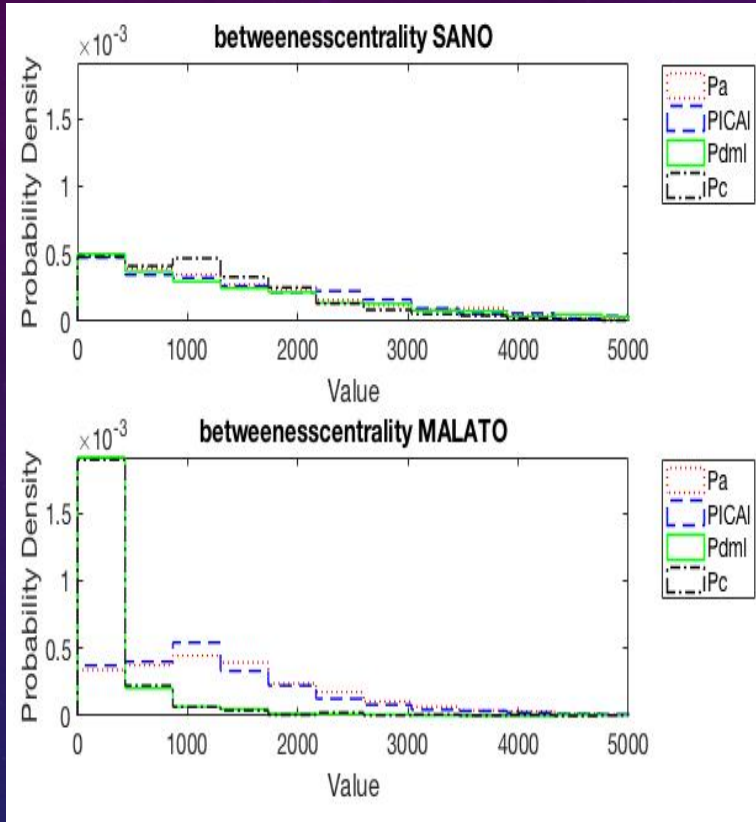 betweenesscentrality SANO
×10-3
Probability Density
1.5
1
0.5
0
0 1000 2000 3000 4000 5000
Value
Pa
PICAI
Pdml
Pc
betweenesscentrality MALATO
×10-3
Probability Density
1.5
1
0.5
0
0 1000 2000 3000 4000 5000
Value
Pa
PICAI
Pdml
Pc